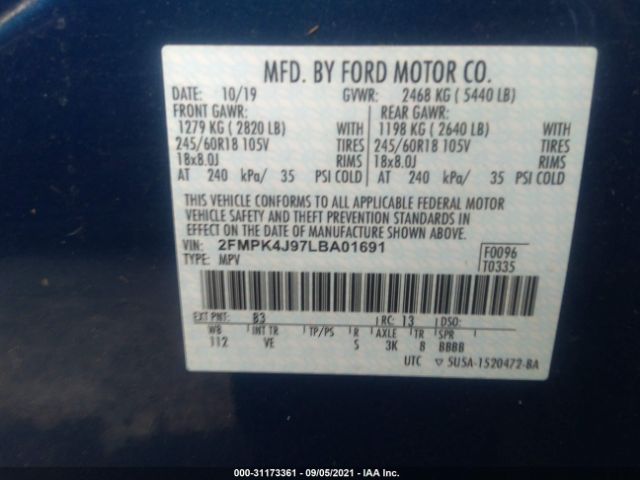 MFD. BY FORD MOTOR CO.
DATE: 10/19 GVWR: 2468 KG ( 5440 LB)
FRONT GAWR: REAR GAWR:
1279 KG ( 2820 LB) WITH 1198 KG ( 2640 LB) WITH
245/60R18 105V TIRES 245/60R18 105V TIRES
18x8.0J RIMS 18x8.0J RIMS
AT 240 kPa/ 35 PSI COLD AT 240 kPa/ 35 PSI COLD
THIS VEHICLE CONFORMS TO ALL APPLICABLE FEDERAL MOTOR
VEHICLE SAFETY AND THEFT PREVENTION STANDARDS IN
EFFECT ON THE DATE OF MANUFACTURE SHOWN ABOVE.
VIN: 2FMPK4J97LBA01691 F0096
TYPE: MPV T0335
EXT PNT: B3 RC: 13 DSO:
WB INT TR TP/PS R AXLE TR SPR
112 VE S 3K 8 BBBB
UTC ▽ 5U5A-1520472-BA
000-31173361 - 09/05/2021 - IAA Inc.